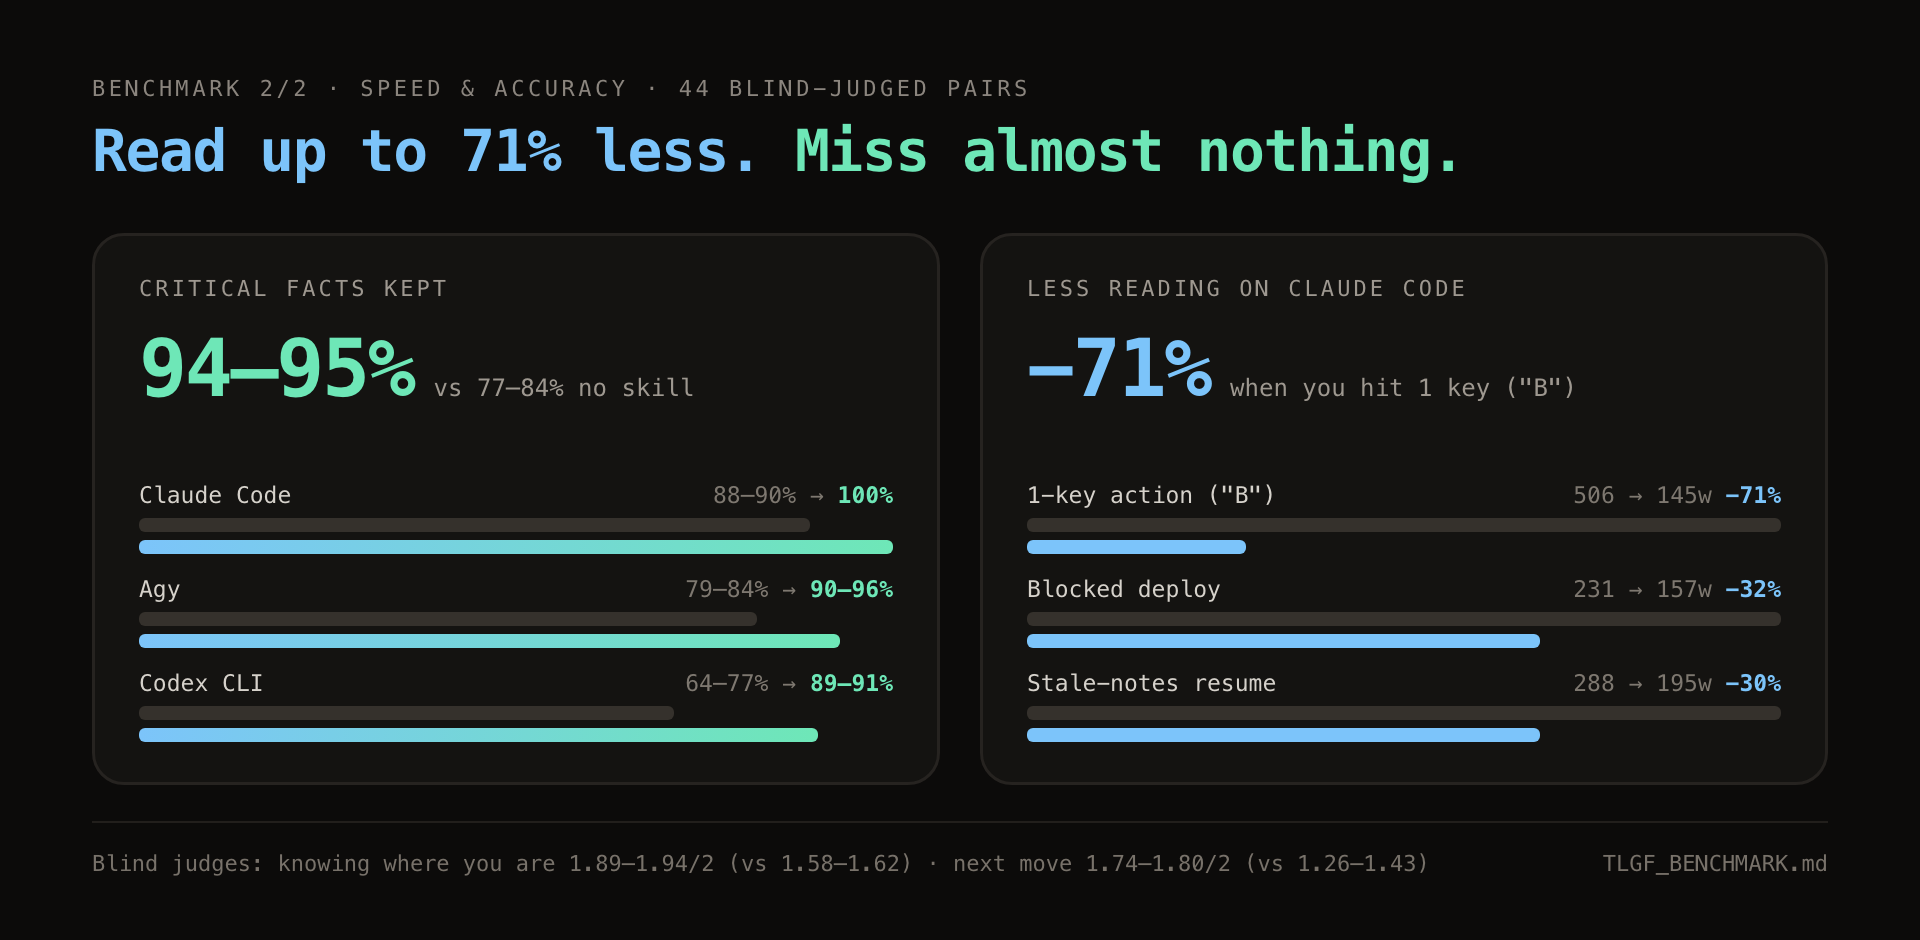 BENCHMARK 2/2 · SPEED & ACCURACY · 44 BLIND-JUDGED PAIRS
Read up to 71% less. Miss almost nothing.
CRITICAL FACTS KEPT
94–95% vs 77–84% no skill
Claude Code 88–90% → 100%
Agy 79–84% → 90–96%
Codex CLI 64–77% → 89–91%
LESS READING ON CLAUDE CODE
−71% when you hit 1 key ("B")
1-key action ("B") 506 → 145w −71%
Blocked deploy 231 → 157w −32%
Stale-notes resume 288 → 195w −30%
Blind judges: knowing where you are 1.89–1.94/2 (vs 1.58–1.62) · next move 1.74–1.80/2 (vs 1.26–1.43)
TLGF_BENCHMARK.md